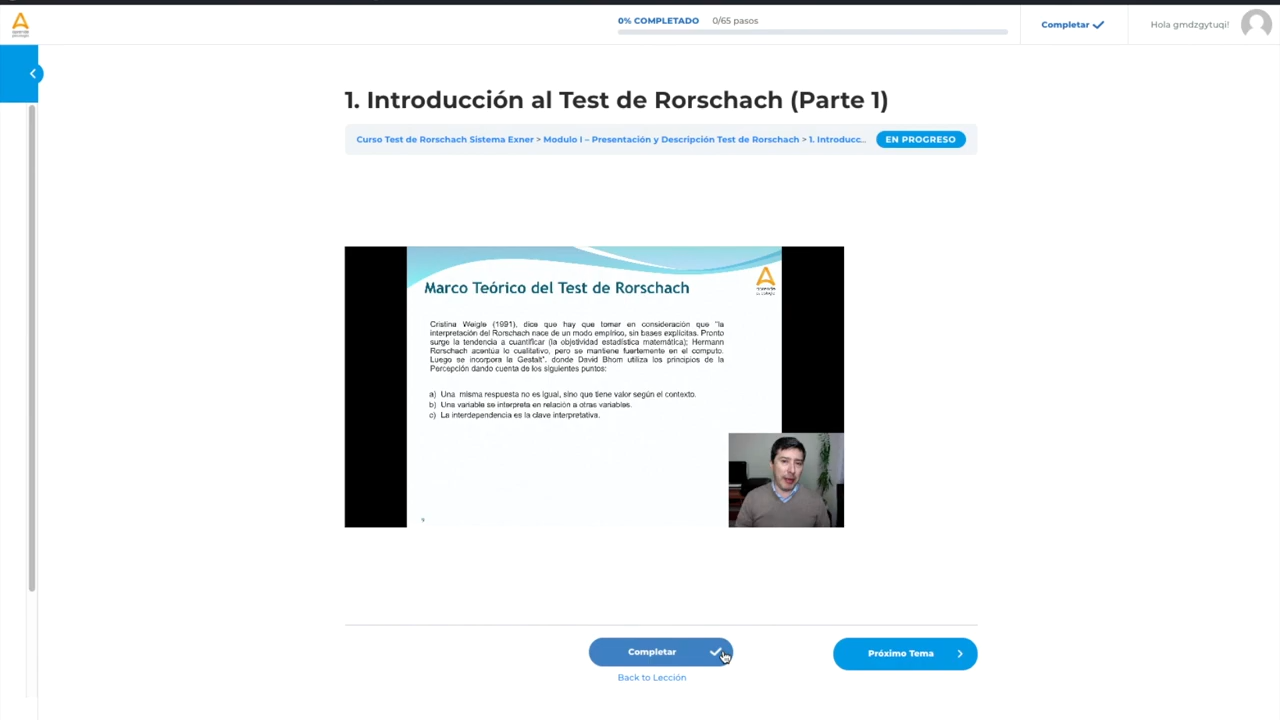 0% COMPLETADO 0/65 pasos
Completar
Hola gmdzgytuqi!
1. Introducción al Test de Rorschach (Parte 1)
Curso Test de Rorschach Sistema Exner > Modulo I – Presentación y Descripción Test de Rorschach > 1. Introducc...
EN PROGRESO
Marco Teórico del Test de Rorschach
Cristina Weigle (1991), dice que hay que tomar en consideración que "la
interpretación del Rorschach nace de un modo empírico, sin bases explícitas. Pronto
surge la tendencia a cuantificar (la objetividad estadística matemática); Hermann
Rorschach acentúa lo cualitativo, pero se mantiene fuertemente en el computo.
Luego se incorpora la Gestalt", donde David Bhom utiliza los principios de la
Percepción dando cuenta de los siguientes puntos:
a) Una misma respuesta no es igual, sino que tiene valor según el contexto.
b) Una variable se interpreta en relación a otras variables.
c) La interdependencia es la clave interpretativa.
Completar
Próximo Tema
Back to Lección